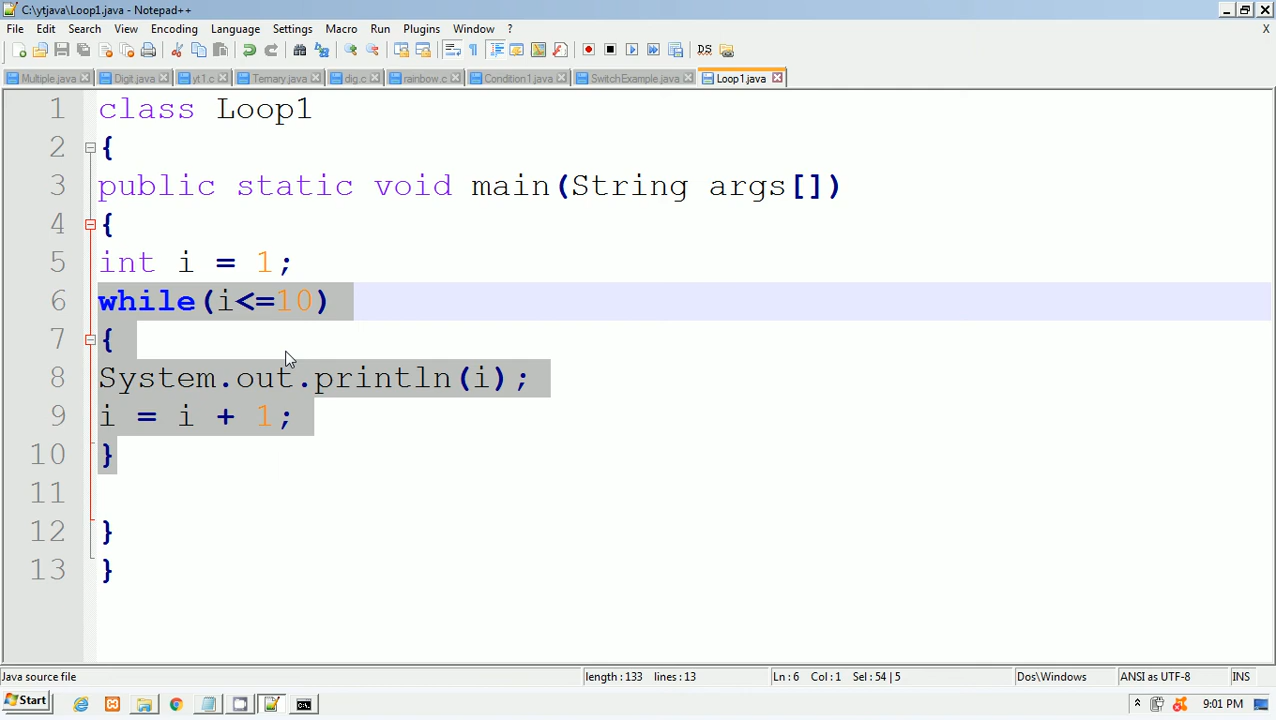 C:\ytjava\Loop1.java - Notepad++
File Edit Search View Encoding Language Settings Macro Run Plugins Window ? X
DS
Multiple.java Digit.java yt1.c Ternary.java dig.c rainbow.c Condition1.java SwitchExample.java Loop1.java
1 class Loop1
2 {
3 public static void main(String args[])
4 {
5 int i = 1;
6 while(i<=10)
7 {
8 System.out.println(i);
9 i = i + 1;
10 }
11
12 }
13 }
Java source file length : 133 lines : 13 Ln : 6 Col : 1 Sel : 54 | 5 Dos\Windows ANSI as UTF-8 INS
Start 9:01 PM